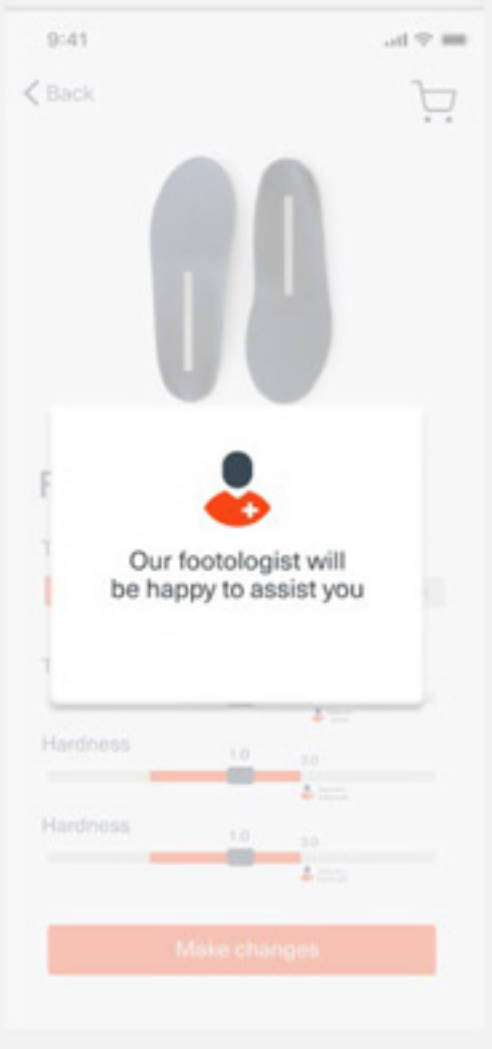 9:41
Back
Our footologist will
be happy to assist you
Hardness
1.0
3.0
Hardness
1.0
3.0
Make changes